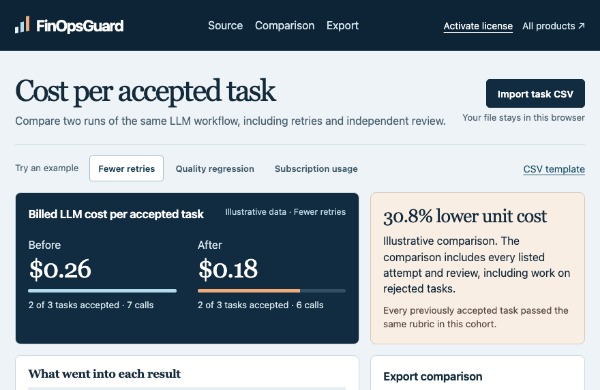 FinOpsGuard
Source Comparison Export
Activate license All products ↗
Cost per accepted task
Compare two runs of the same LLM workflow, including retries and independent review.
Import task CSV
Your file stays in this browser
Try an example Fewer retries Quality regression Subscription usage
CSV template
Billed LLM cost per accepted task
Illustrative data · Fewer retries
Before
$0.26
2 of 3 tasks accepted · 7 calls
After
$0.18
2 of 3 tasks accepted · 6 calls
30.8% lower unit cost
Illustrative comparison. The
comparison includes every listed
attempt and review, including work on
rejected tasks.
Every previously accepted task passed the
same rubric in this cohort.
What went into each result
Export comparison